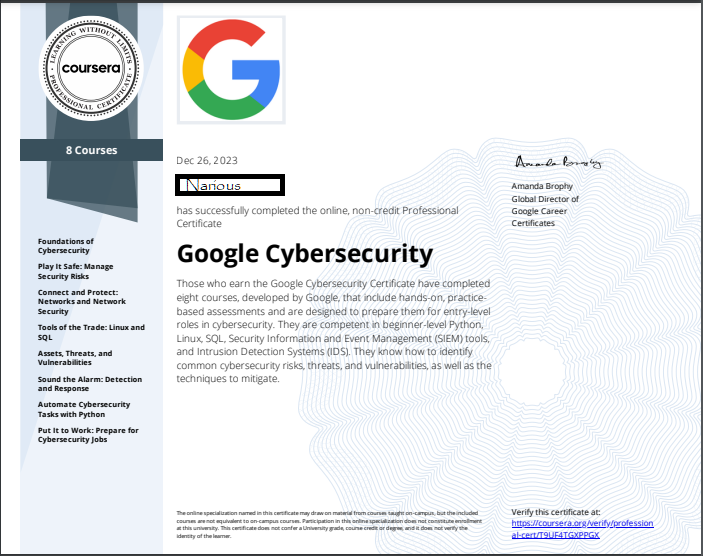 LEARNING WITHOUT LIMITS
coursera
PROFESSIONAL CERTIFICATE
8 Courses
Foundations of
Cybersecurity
Play It Safe: Manage
Security Risks
Connect and Protect:
Networks and Network
Security
Tools of the Trade: Linux and
SQL
Assets, Threats, and
Vulnerabilities
Sound the Alarm: Detection
and Response
Automate Cybersecurity
Tasks with Python
Put It to Work: Prepare for
Cybersecurity Jobs
G
Dec 26, 2023
Narious
has successfully completed the online, non-credit Professional
Certificate
Google Cybersecurity
Those who earn the Google Cybersecurity Certificate have completed
eight courses, developed by Google, that include hands-on, practice-
based assessments and are designed to prepare them for entry-level
roles in cybersecurity. They are competent in beginner-level Python,
Linux, SQL, Security Information and Event Management (SIEM) tools,
and Intrusion Detection Systems (IDS). They know how to identify
common cybersecurity risks, threats, and vulnerabilities, as well as the
techniques to mitigate.
The online specialization named in this certificate may draw on material from courses taught on-campus, but the included
courses are not equivalent to on-campus courses. Participation in this online specialization does not constitute enrollment
at this university. This certificate does not confer a University grade, course credit or degree, and it does not verify the
identity of the learner.
Amanda Brophy
Amanda Brophy
Global Director of
Google Career
Certificates
Verify this certificate at:
https://coursera.org/verify/profession
al-cert/T9UF4TGXPPGX